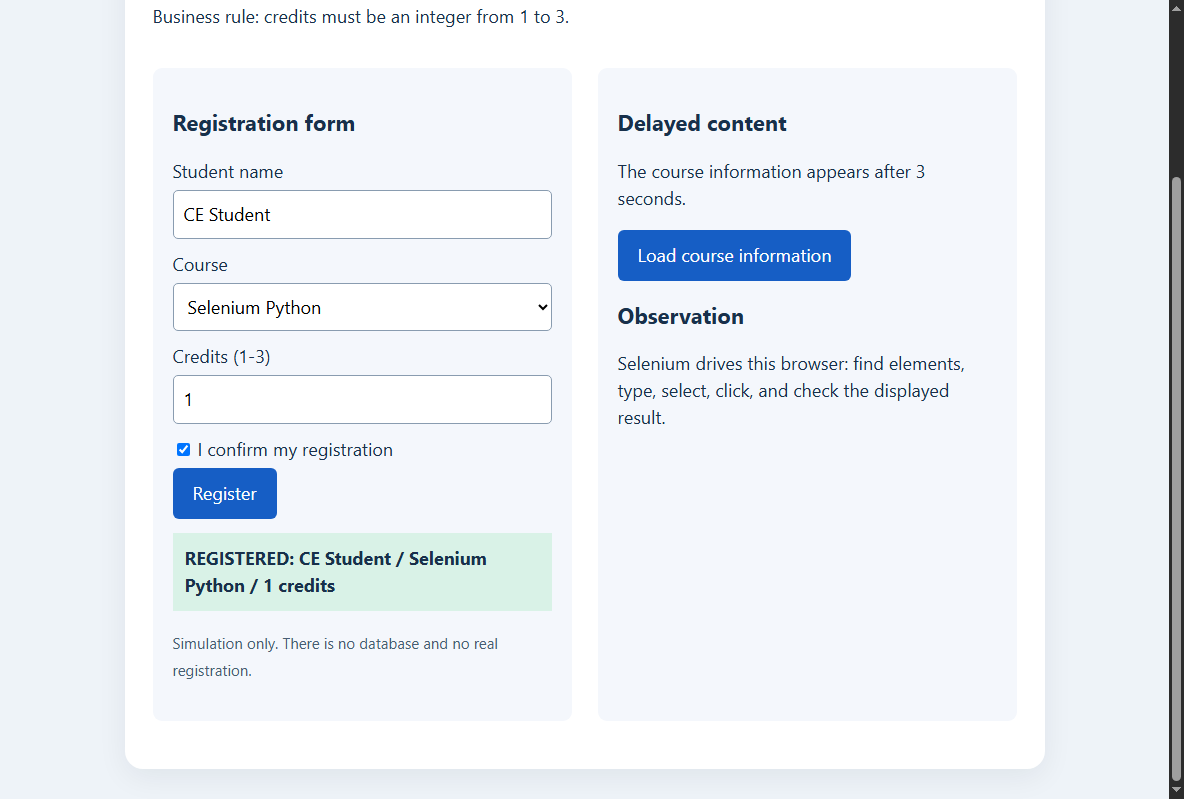 Business rule: credits must be an integer from 1 to 3.
Registration form
Student name
CE Student
Course
Selenium Python
Credits (1-3)
1
I confirm my registration
Register
REGISTERED: CE Student / Selenium
Python / 1 credits
Simulation only. There is no database and no real
registration.
Delayed content
The course information appears after 3
seconds.
Load course information
Observation
Selenium drives this browser: find elements,
type, select, click, and check the displayed
result.